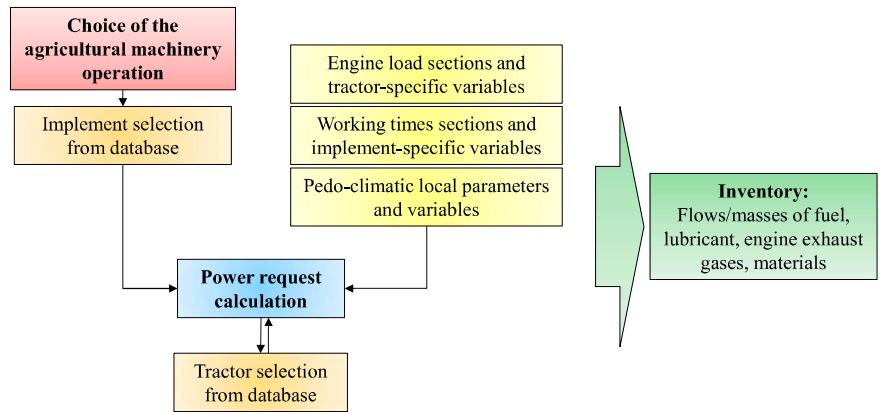 Choice of the
agricultural machinery
operation
Implement selection
from database
Engine load sections and
tractor-specific variables
Working times sections and
implement-specific variables
Pedo-climatic local parameters
and variables
Power request
calculation
Tractor selection
from database
Inventory:
Flows/masses of fuel,
lubricant, engine exhaust
gases, materials